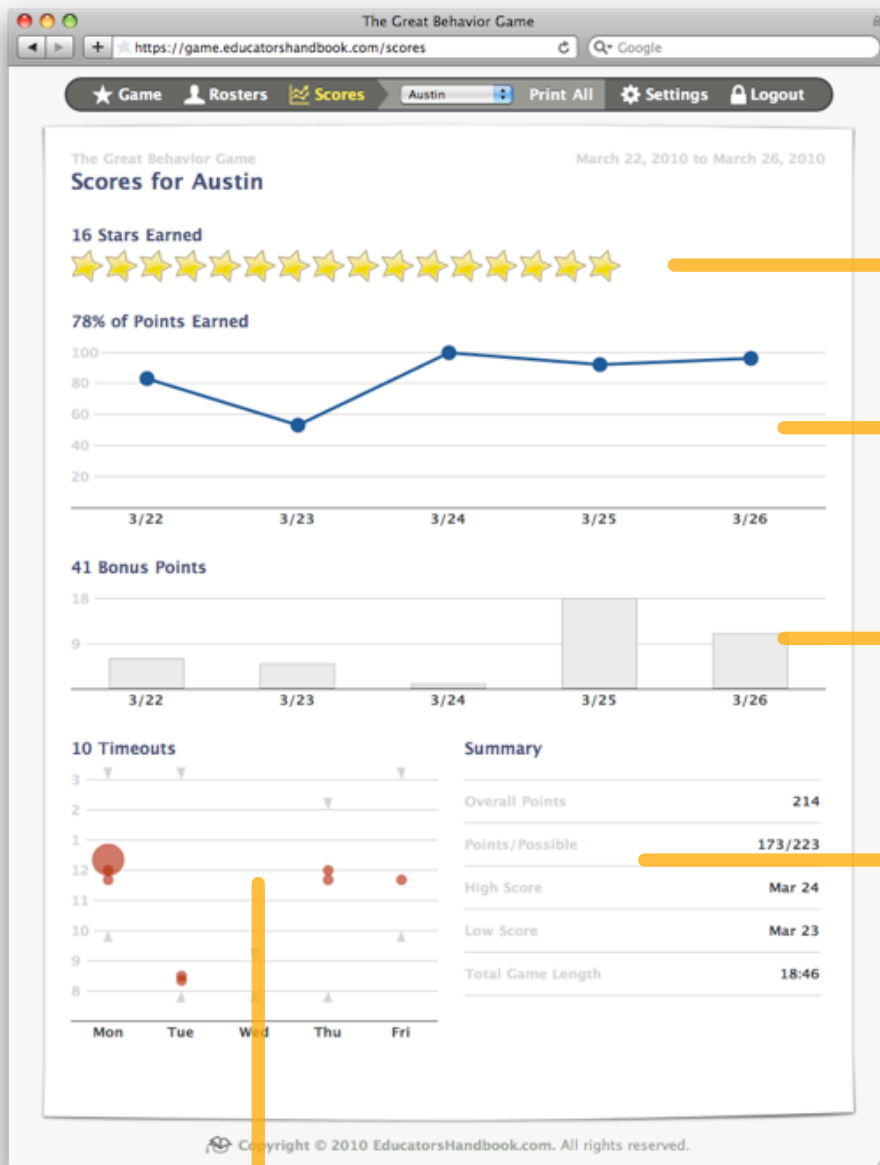 The Great Behavior Game
https://game.educatorshandbook.com/scores
Google
Game Rosters Scores Austin Print All Settings Logout
The Great Behavior Game March 22, 2010 to March 26, 2010
Scores for Austin
16 Stars Earned
78% of Points Earned
100
80
60
40
20
3/22 3/23 3/24 3/25 3/26
41 Bonus Points
18
9
3/22 3/23 3/24 3/25 3/26
10 Timeouts
3
2
1
12
11
10
9
8
Mon Tue Wed Thu Fri
Summary
Overall Points 214
Points/Possible 173/223
High Score Mar 24
Low Score Mar 23
Total Game Length 18:46
Copyright © 2010 EducatorsHandbook.com. All rights reserved.